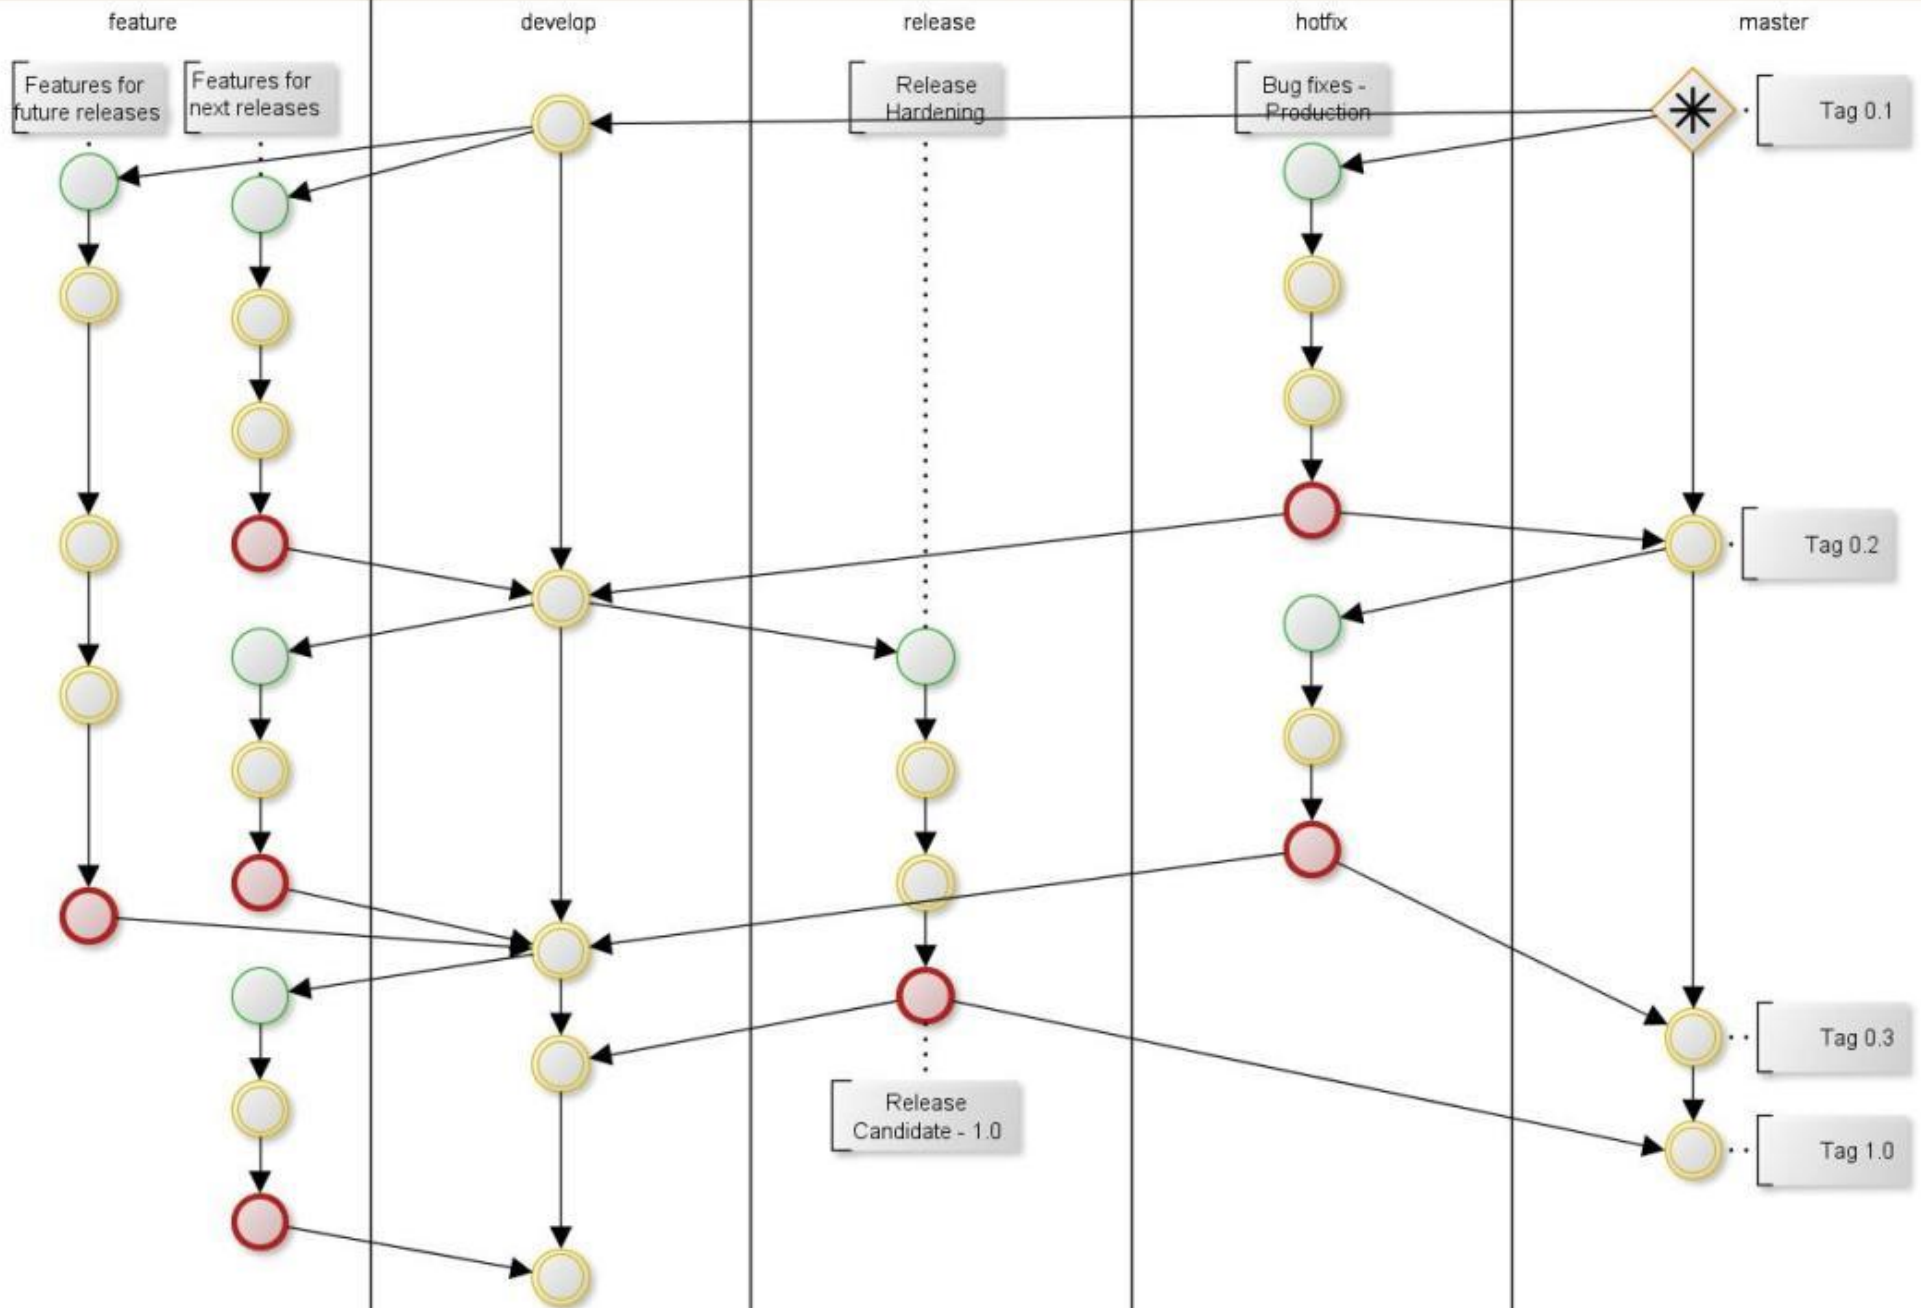 feature
develop
release
hotfix
master
Features for
future releases
Features for
next releases
Release
Hardening
Bug fixes -
Production
Tag 0.1
Tag 0.2
Tag 0.3
Release
Candidate - 1.0
Tag 1.0